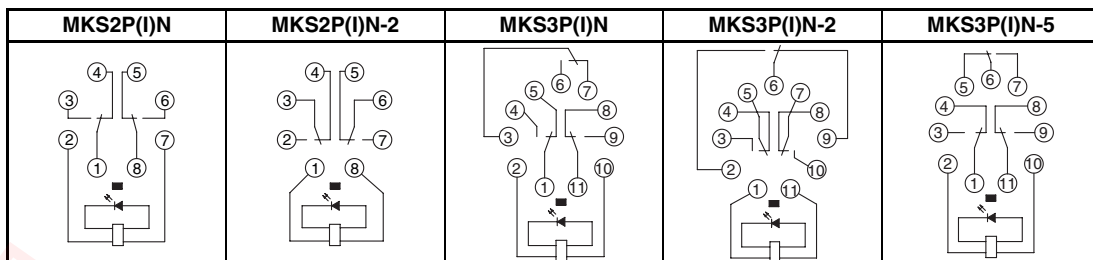 MKS2P(I)N MKS2P(I)N-2 MKS3P(I)N MKS3P(I)N-2 MKS3P(I)N-5
4 5 3 6 2 7 1 8
4 5 3 6 2 7 1 8
6 7 5 4 8 3 9 2 10 1 11
6 5 7 4 8 3 9 2 10 1 11
5 6 7 4 8 3 9 2 10 1 11